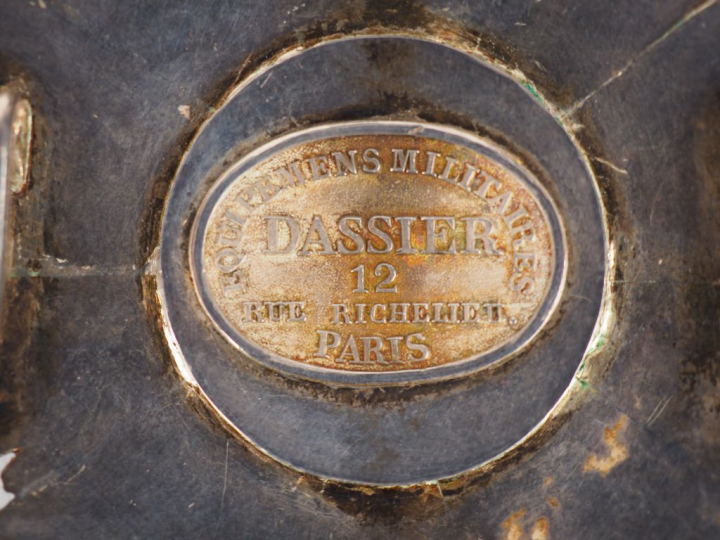 EQUIPEMENS MILITAIRES
DASSIER
12
RUE RICHELIEU.
PARIS